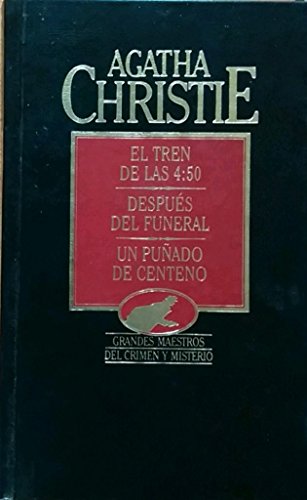 AGATHA
CHRISTIE
EL TREN
DE LAS 4:50
DESPUÉS
DEL FUNERAL
UN PUÑADO
DE CENTENO
GRANDES MAESTROS
DEL CRIMEN Y MISTERIO